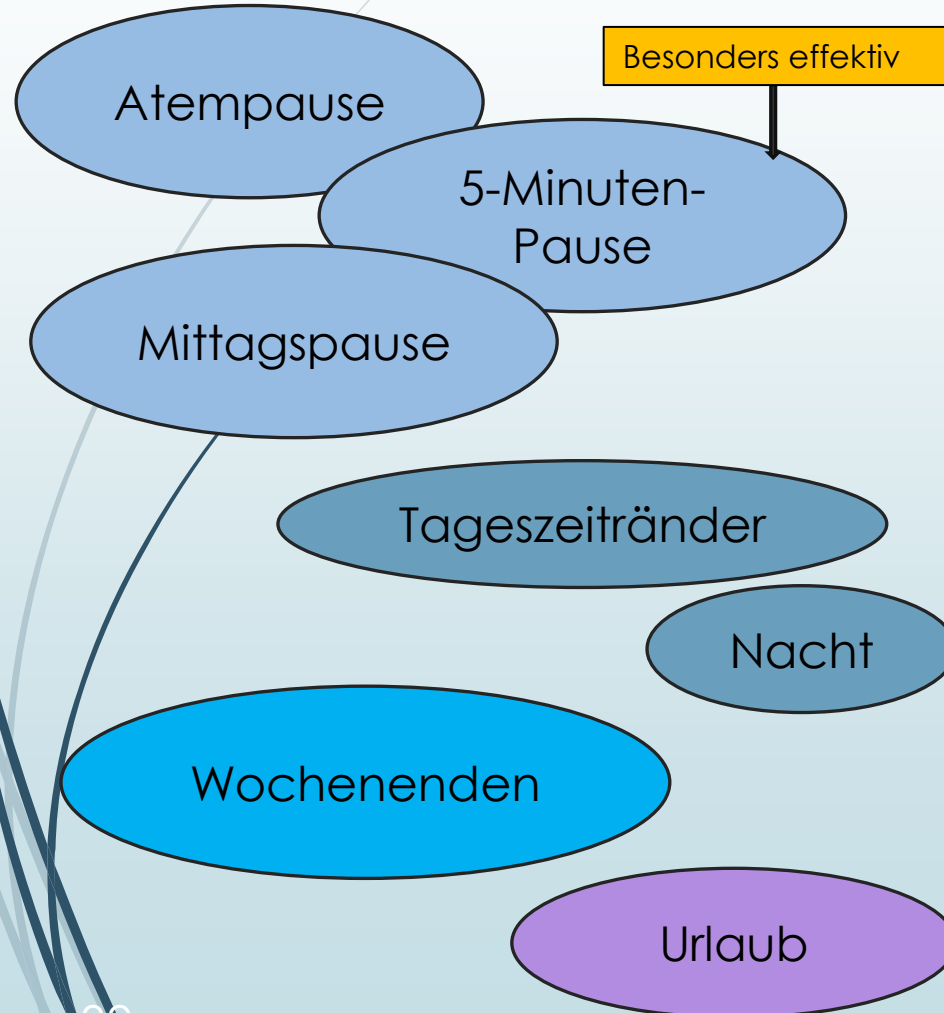 Atempause
Besonders effektiv
5-Minuten-
Pause
Mittagspause
Tageszeitränder
Nacht
Wochenenden
Urlaub